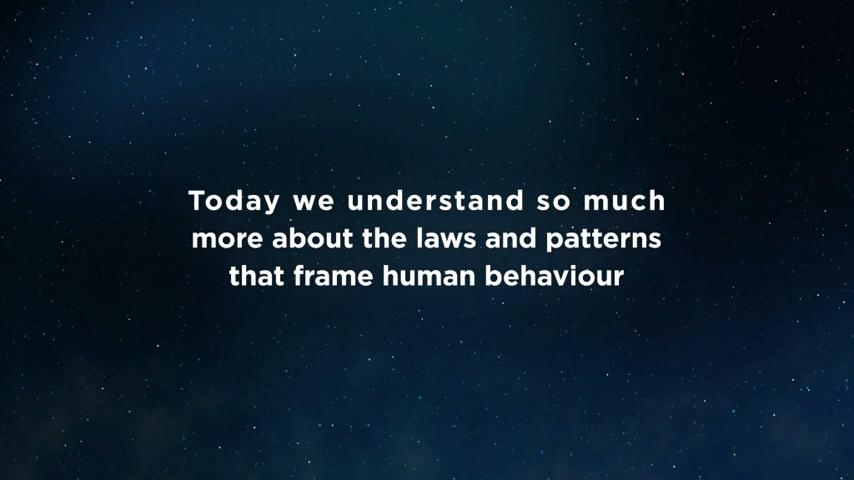 Today we understand so much
more about the laws and patterns
that frame human behaviour